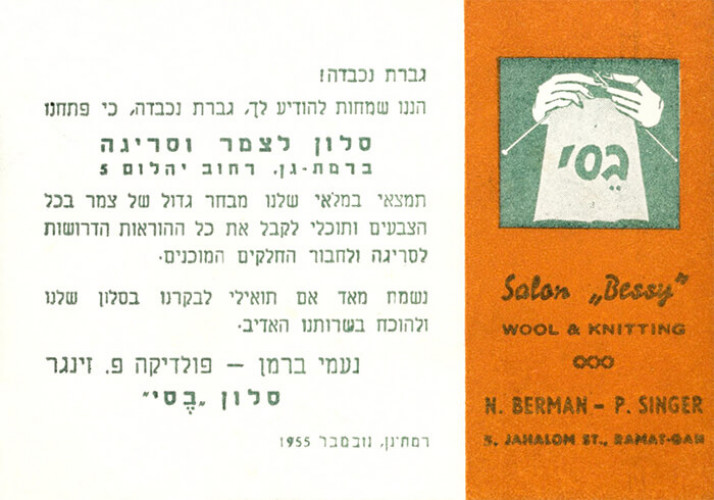 גברת נכבדה!
הננו שמחות להודיע לך, גברת נכבדה, כי פתחנו
סלון לצמר וסריגה
ברמת-גן, רחוב יהלום 5
תמצאי במלאי שלנו מבחר גדול של צמר בכל
הצבעים ותוכלי לקבל את כל ההוראות הדרושות
לסריגה ולחבור החלקים המוכנים.
נשמח מאד אם תואילי לבקרנו בסלון שלנו
ולהוכח בשרותנו האדיב.
נעמי ברמן — פולדיקה פ. זינגר
סלון „בֶּסי"
רמת-גן, נובמבר 1955
בֶּסי
Salon „Bessy"
WOOL & KNITTING
N. BERMAN - P. SINGER
5, JAHALOM ST., RAMAT-GAN